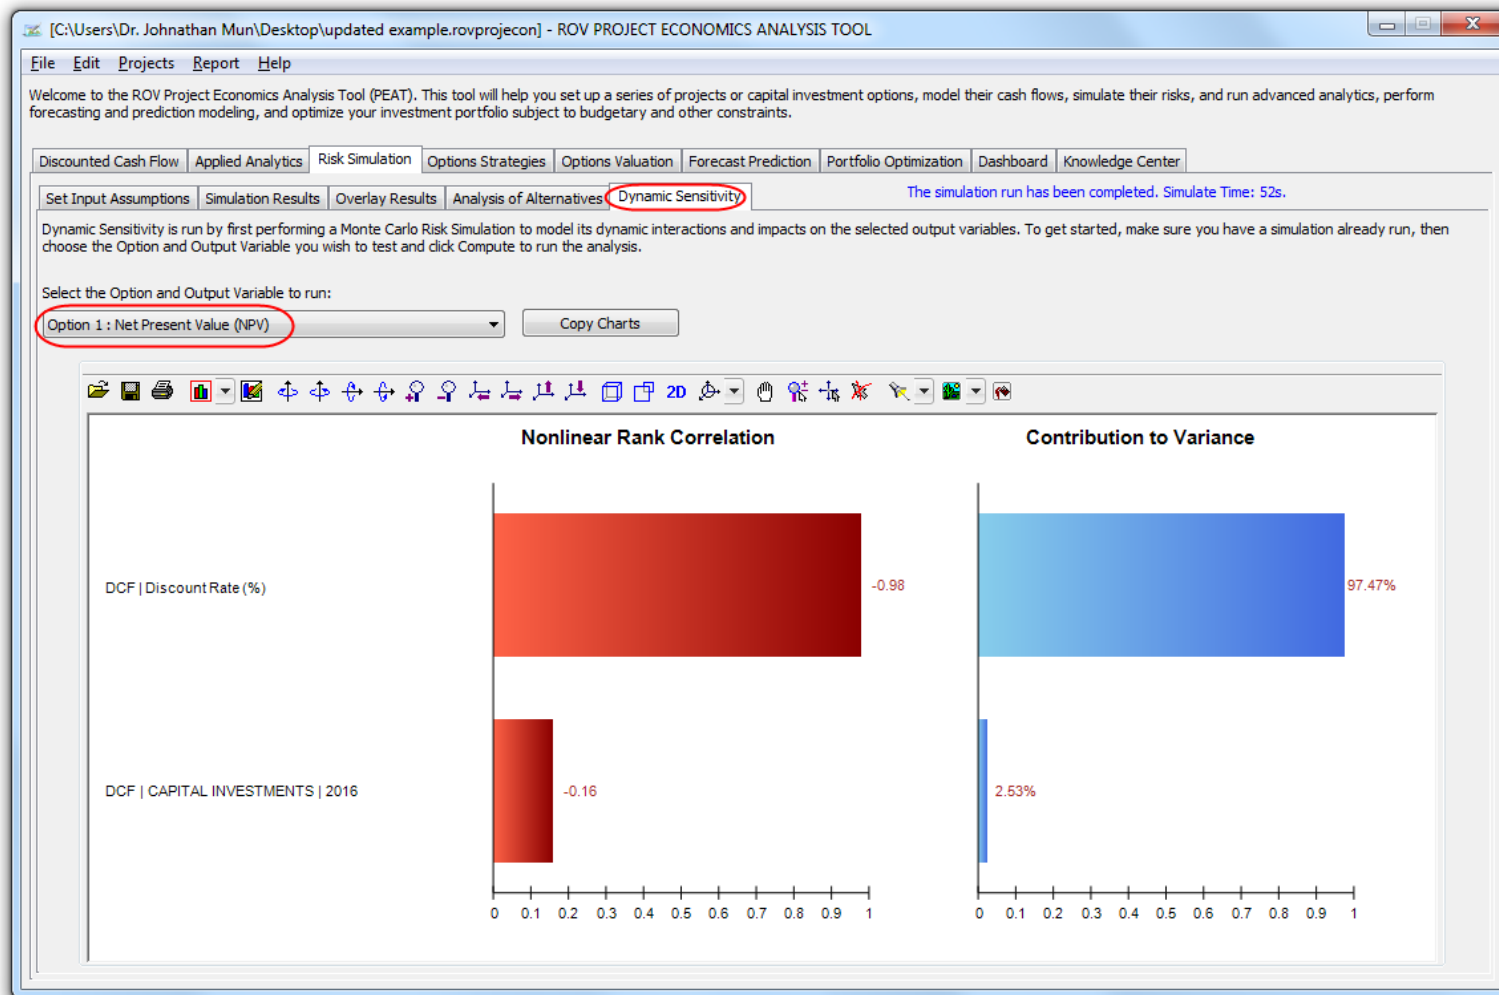 [C:\Users\Dr. Johnathan Mun\Desktop\updated example.rovprojecon] - ROV PROJECT ECONOMICS ANALYSIS TOOL
File Edit Projects Report Help
Welcome to the ROV Project Economics Analysis Tool (PEAT). This tool will help you set up a series of projects or capital investment options, model their cash flows, simulate their risks, and run advanced analytics, perform
forecasting and prediction modeling, and optimize your investment portfolio subject to budgetary and other constraints.
Discounted Cash Flow Applied Analytics Risk Simulation Options Strategies Options Valuation Forecast Prediction Portfolio Optimization Dashboard Knowledge Center
Set Input Assumptions Simulation Results Overlay Results Analysis of Alternatives Dynamic Sensitivity The simulation run has been completed. Simulate Time: 52s.
Dynamic Sensitivity is run by first performing a Monte Carlo Risk Simulation to model its dynamic interactions and impacts on the selected output variables. To get started, make sure you have a simulation already run, then
choose the Option and Output Variable you wish to test and click Compute to run the analysis.
Select the Option and Output Variable to run:
Option 1 : Net Present Value (NPV) Copy Charts
2D
Nonlinear Rank Correlation Contribution to Variance
DCF | Discount Rate (%) -0.98 97.47%
DCF | CAPITAL INVESTMENTS | 2016 -0.16 2.53%
0 0.1 0.2 0.3 0.4 0.5 0.6 0.7 0.8 0.9 1 0 0.1 0.2 0.3 0.4 0.5 0.6 0.7 0.8 0.9 1